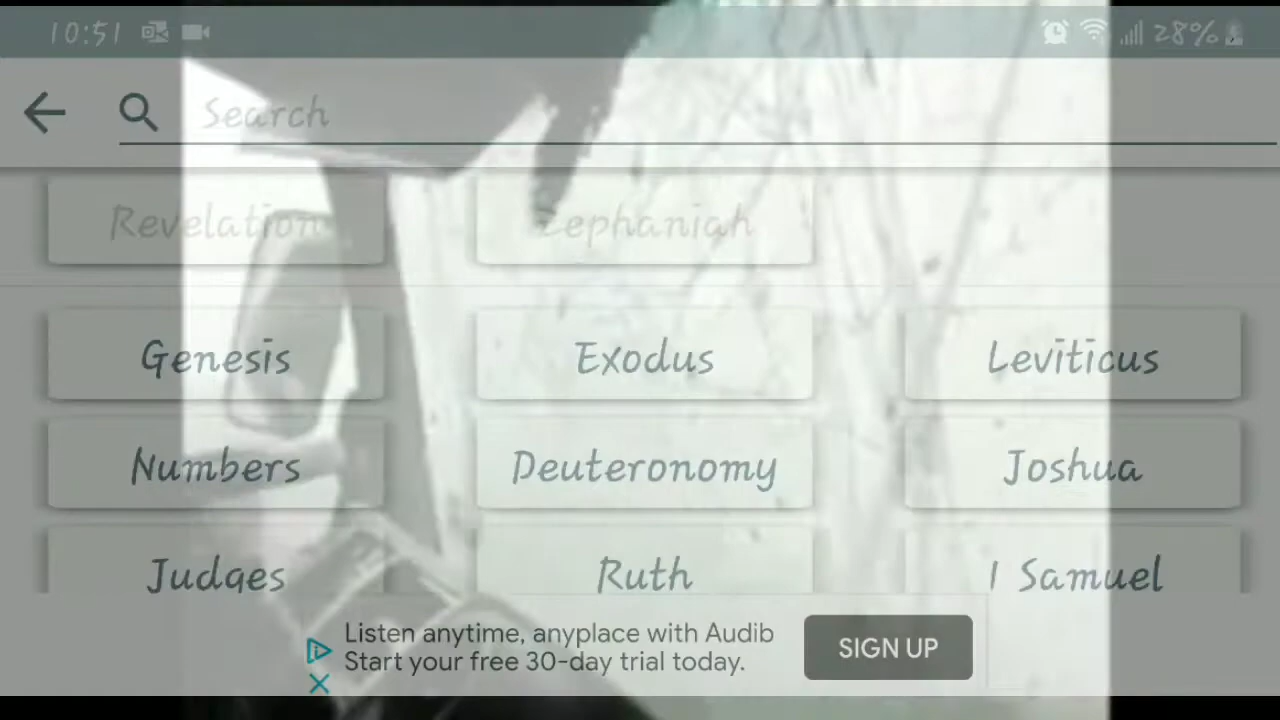 10:51 28%
Search
Revelation Zephaniah
Genesis Exodus Leviticus
Numbers Deuteronomy Joshua
Judges Ruth 1 Samuel
Listen anytime, anyplace with Audib
Start your free 30-day trial today.
SIGN UP